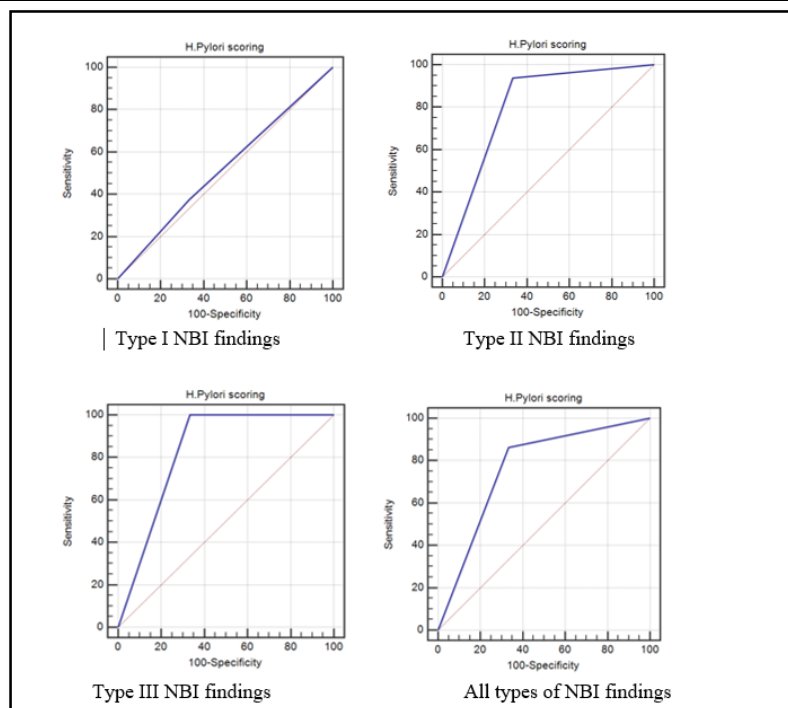 H.Pylori scoring
100
80
60
40
20
0
Sensitivity
0 20 40 60 80 100
100-Specificity
Type I NBI findings
H.Pylori scoring
100
80
60
40
20
0
Sensitivity
0 20 40 60 80 100
100-Specificity
Type II NBI findings
H.Pylori scoring
100
80
60
40
20
0
Sensitivity
0 20 40 60 80 100
100-Specificity
Type III NBI findings
H.Pylori scoring
100
80
60
40
20
0
Sensitivity
0 20 40 60 80 100
100-Specificity
All types of NBI findings